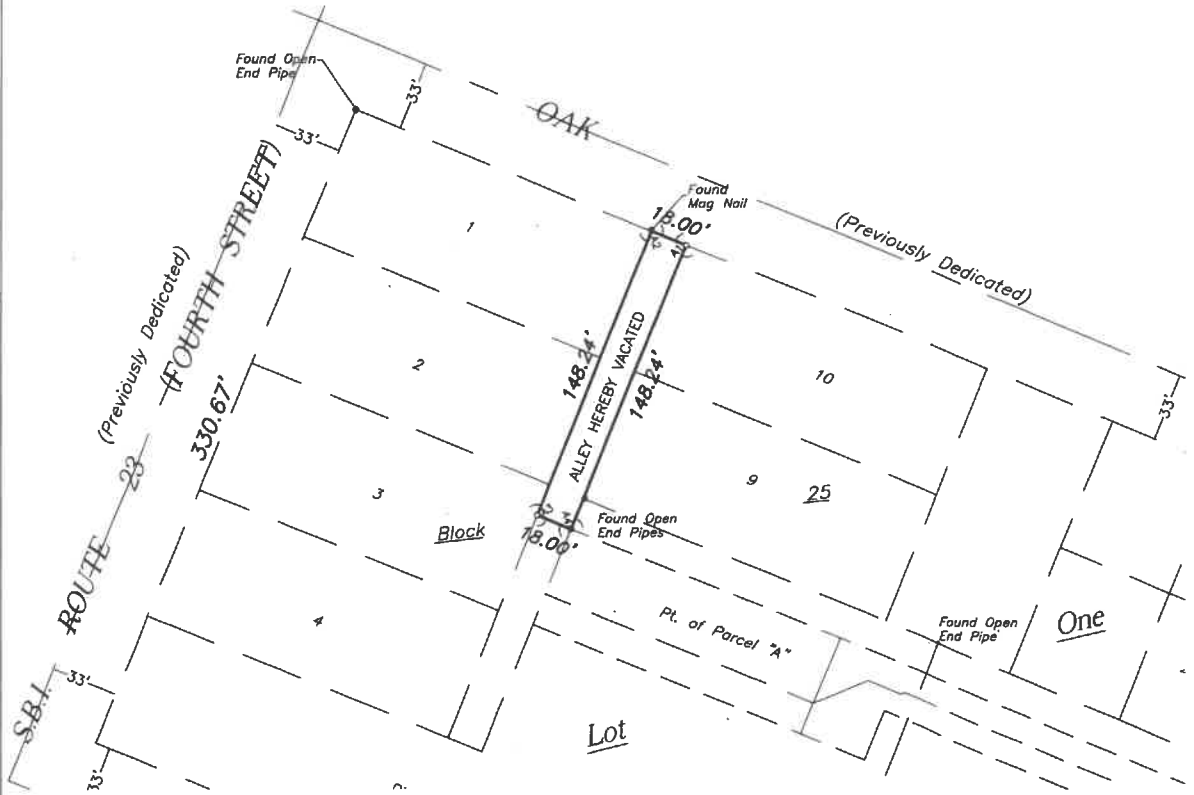 Found Open
End Pipe
33'
33'
OAK
Found
Mag Nail
18.00'
(Previously Dedicated)
(FOURTH STREET)
(Previously Dedicated)
1
2
148.24'
ALLEY HEREBY VACATED
148.24'
10
33'
330.67'
ROUTE 23
3
Block
9
25
Found Open
End Pipes
18.00'
4
Pt. of Parcel "A"
Found Open
End Pipe
One
33'
S.B.I.
Lot
33'